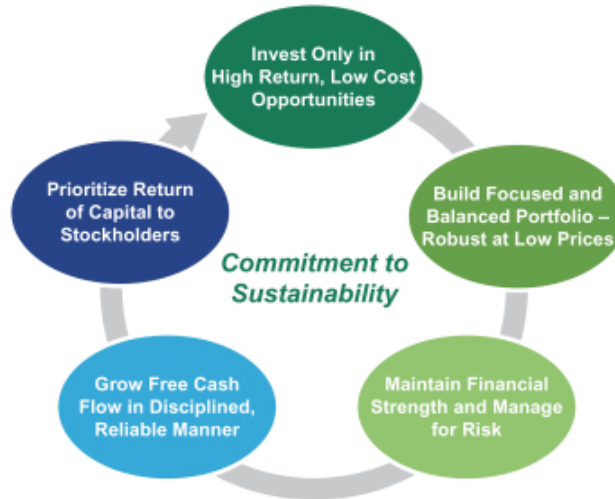 Invest Only in
High Return, Low Cost
Opportunities
Build Focused and
Balanced Portfolio –
Robust at Low Prices
Maintain Financial
Strength and Manage
for Risk
Grow Free Cash
Flow in Disciplined,
Reliable Manner
Prioritize Return
of Capital to
Stockholders
Commitment to
Sustainability